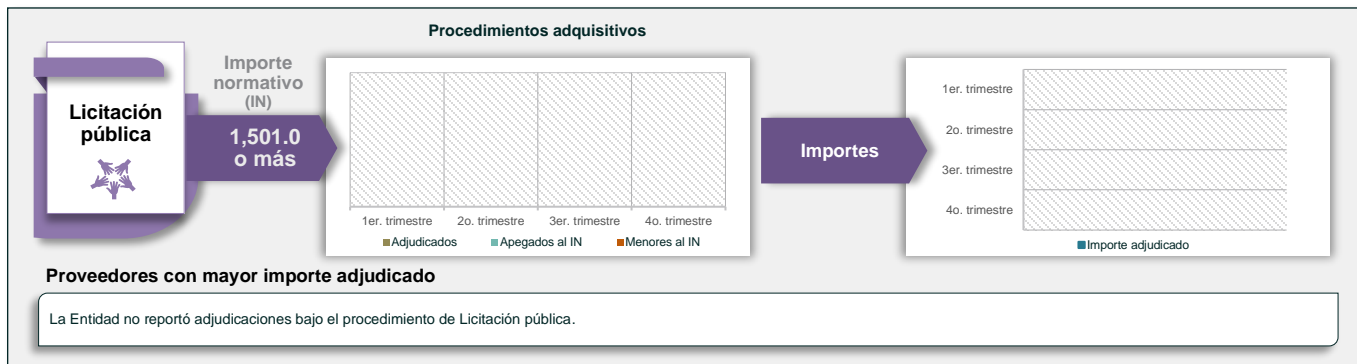 Procedimientos adquisitivos
Licitación
pública
Importe
normativo
(IN)
1,501.0
o más
1er. trimestre 2o. trimestre 3er. trimestre 4o. trimestre
Adjudicados Apegados al IN Menores al IN
Importes
1er. trimestre
2o. trimestre
3er. trimestre
4o. trimestre
Importe adjudicado
Proveedores con mayor importe adjudicado
La Entidad no reportó adjudicaciones bajo el procedimiento de Licitación pública.